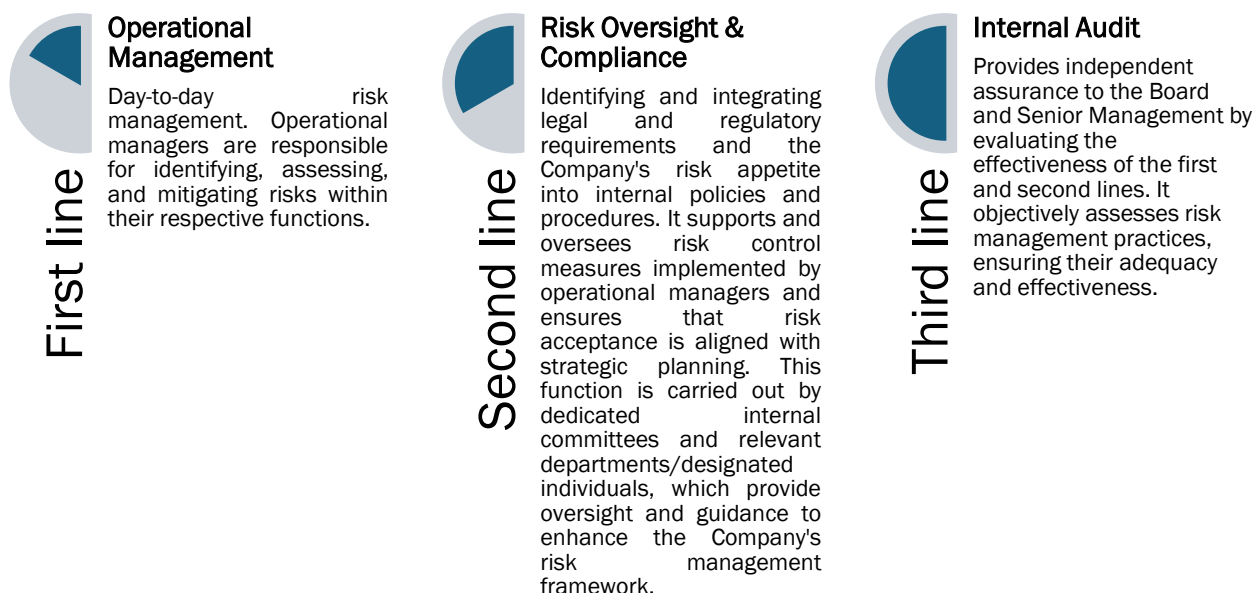 First line
Operational
Management
Day-to-day risk
management. Operational
managers are responsible
for identifying, assessing,
and mitigating risks within
their respective functions.
Second line
Risk Oversight &
Compliance
Identifying and integrating
legal and regulatory
requirements and the
Company's risk appetite
into internal policies and
procedures. It supports and
oversees risk control
measures implemented by
operational managers and
ensures that risk
acceptance is aligned with
strategic planning. This
function is carried out by
dedicated internal
committees and relevant
departments/designated
individuals, which provide
oversight and guidance to
enhance the Company's
risk management
framework.
Third line
Internal Audit
Provides independent
assurance to the Board
and Senior Management by
evaluating the
effectiveness of the first
and second lines. It
objectively assesses risk
management practices,
ensuring their adequacy
and effectiveness.